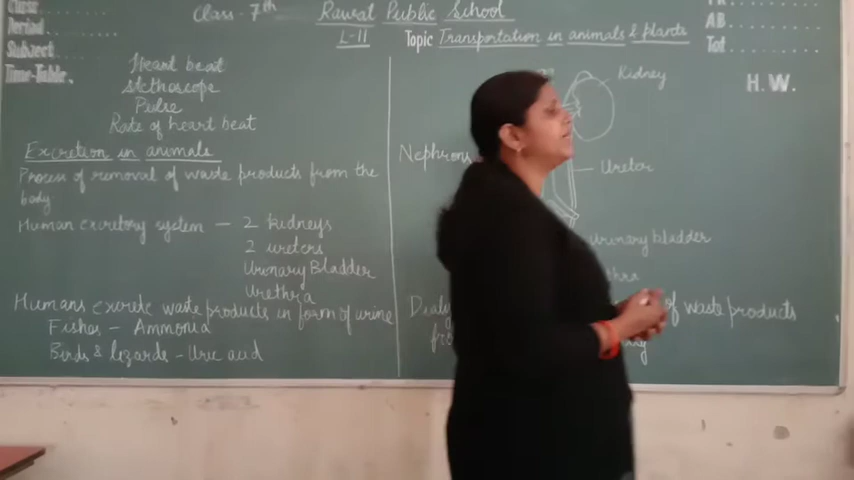 Class
Period
Subject
Time-Table
Class - 7th
Rawal Public School
L-11
Topic Transportation in animals & plants
AB
Tot
H.W.
Heart beat
Stethoscope
Pulse
Rate of heart beat
Excretion in animals
Process of removal of waste products from the
body
Human excretory system - 2 kidneys
2 ureters
Urinary Bladder
Urethra
Humans excrete waste products in form of urine
Fishes - Ammonia
Birds & lizards - Uric acid
Kidney
Nephrons
Ureter
Urinary bladder
of waste products